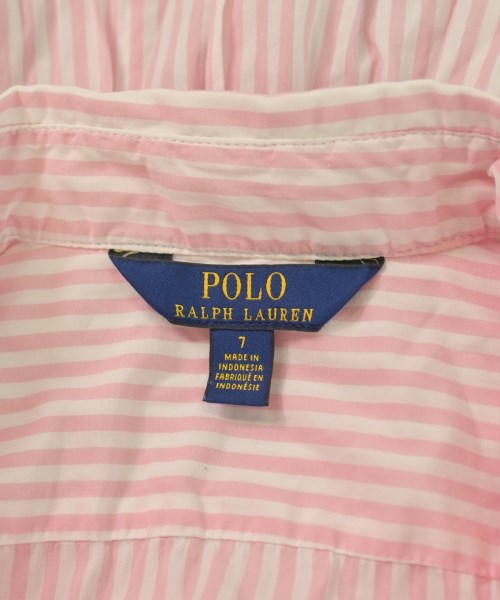 POLO
RALPH LAUREN
7
MADE IN
INDONESIA
FABRIQUÉ EN
INDONÉSIE